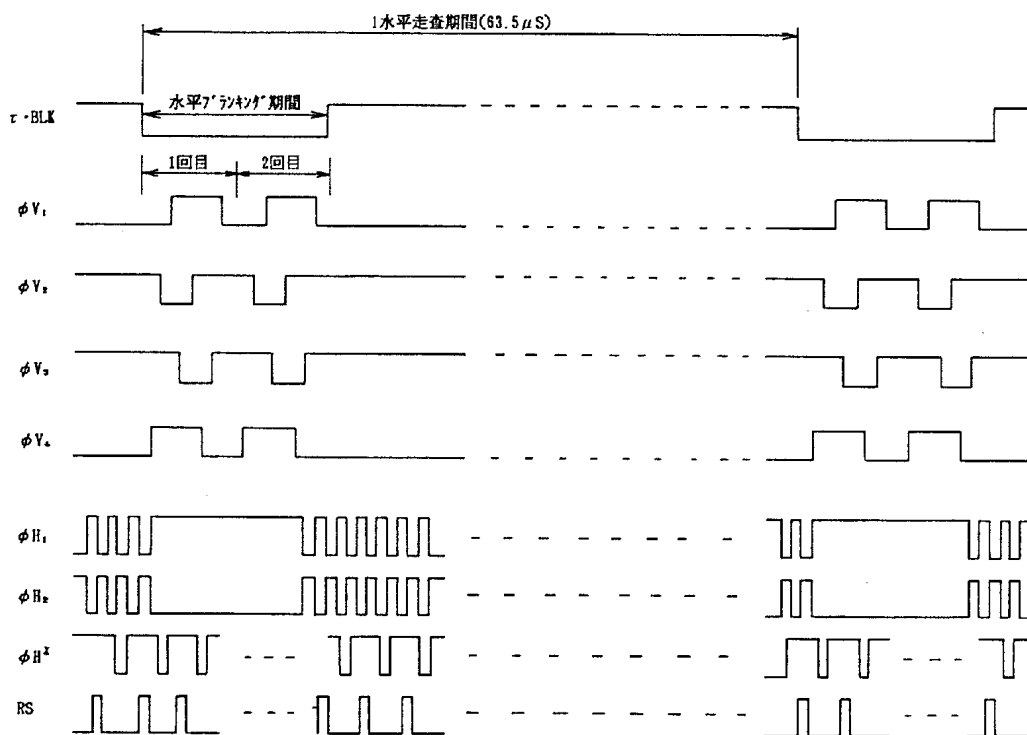 1水平走査期間(63.5μS)
τ・BLK
水平ブランキング期間
1回目
2回目
φV₁
φV₂
φV₃
φV₄
φH₁
φH₂
φHᵡ
RS